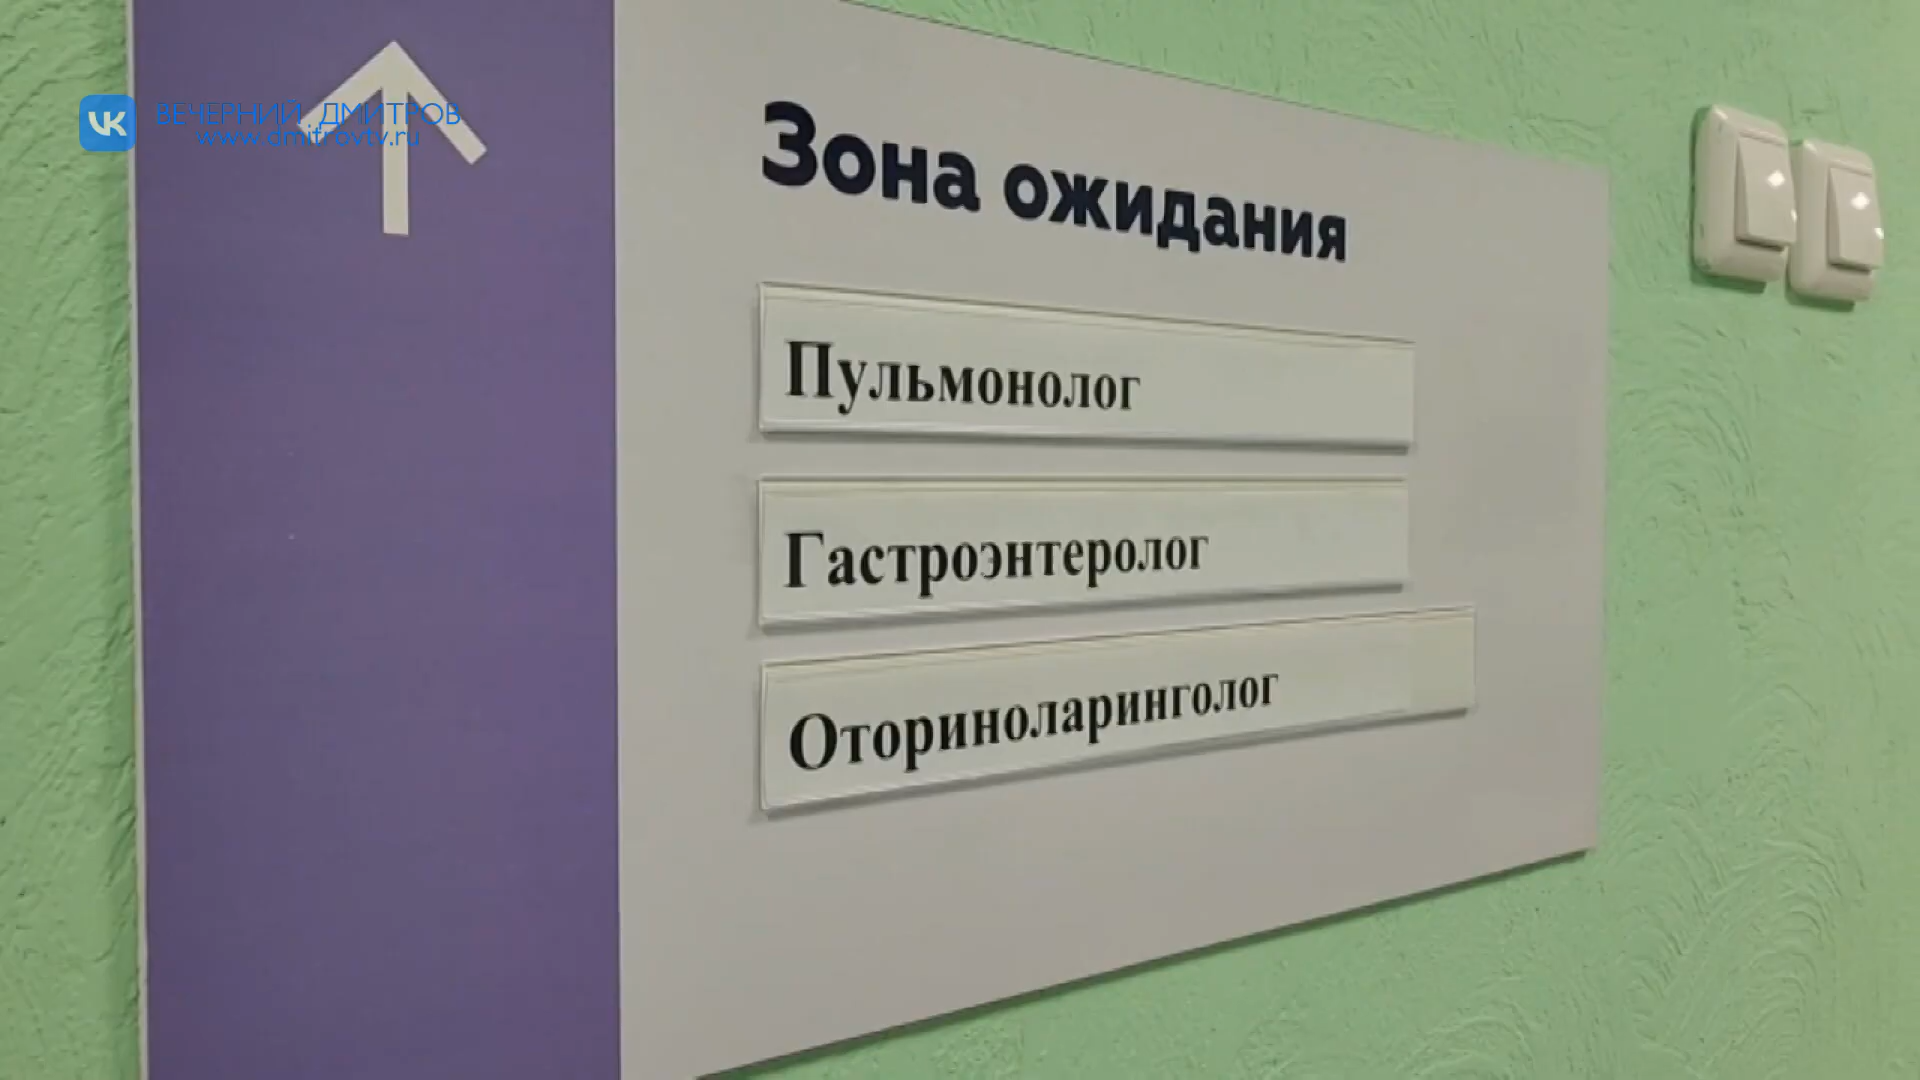 ВЕЧЕРНИЙ ДМИТРОВ
www.dmitrovtv.ru
Зона ожидания
Пульмонолог
Гастроэнтеролог
Оториноларинголог